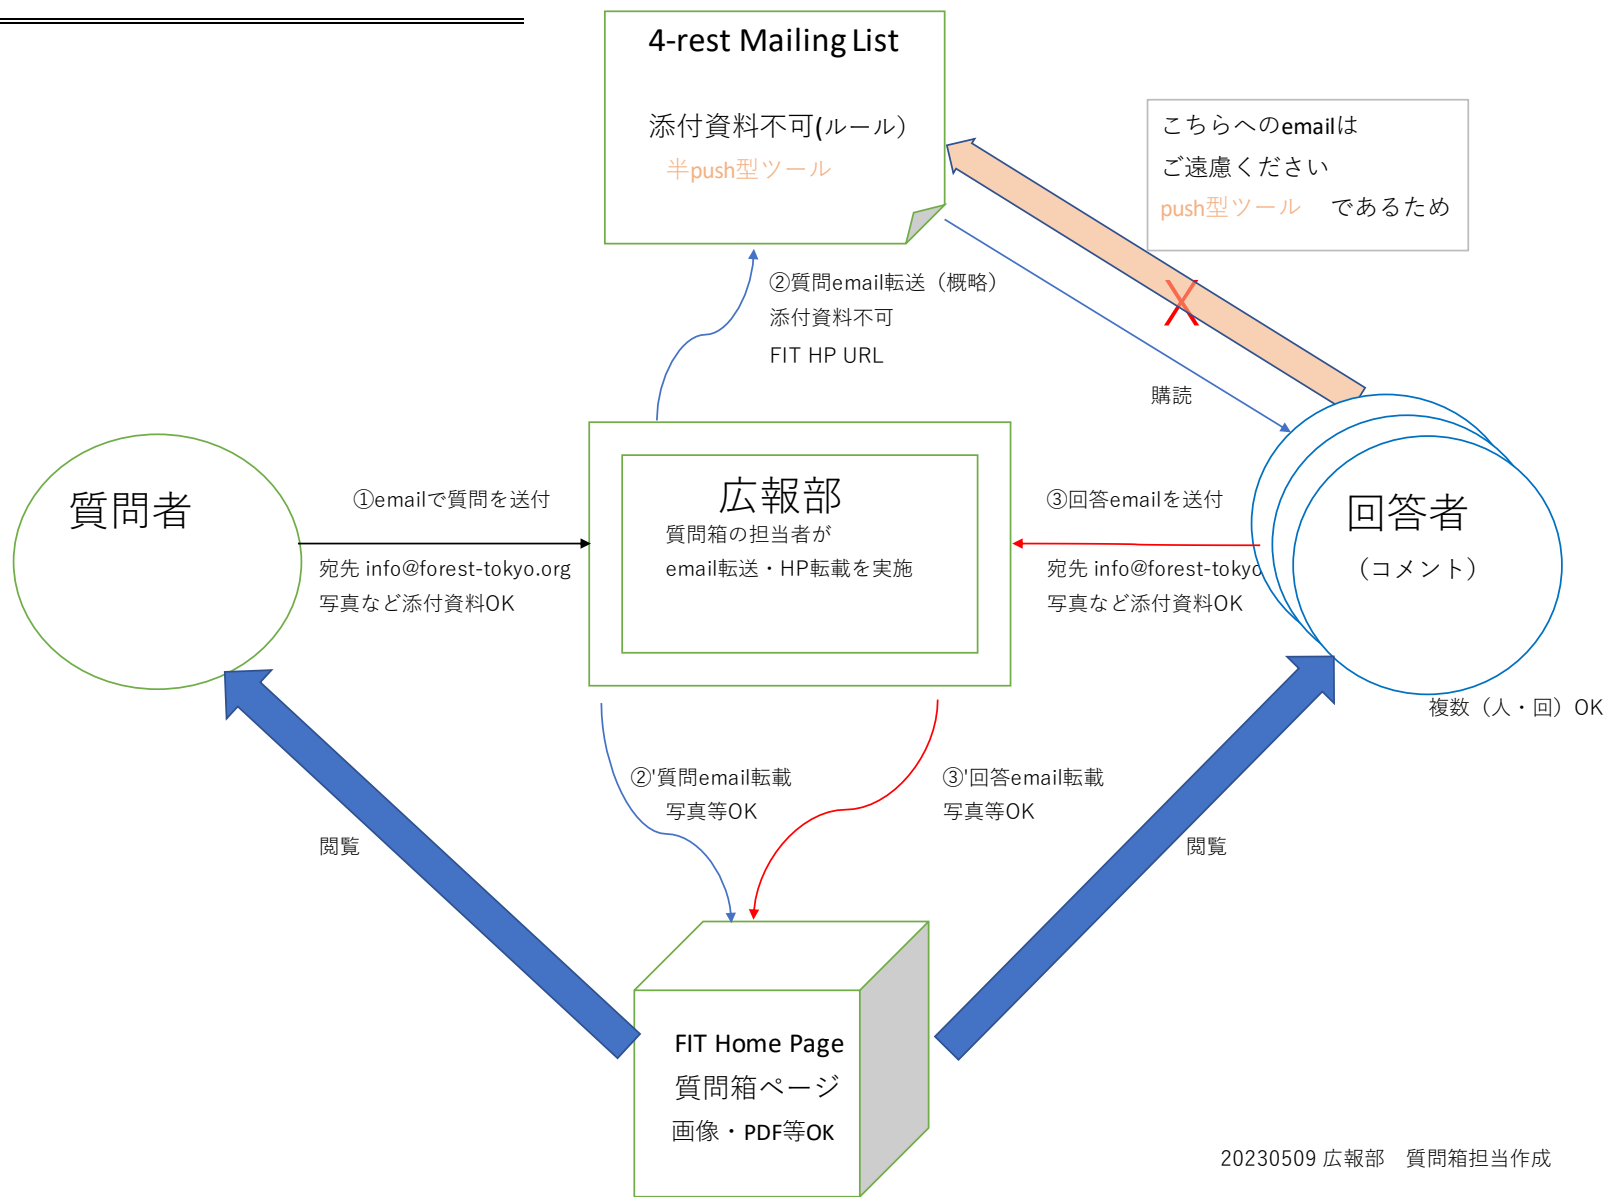 4-rest Mailing List
添付資料不可(ルール）
半push型ツール
こちらへのemailは
ご遠慮ください
push型ツール　であるため
②質問email転送（概略）
添付資料不可
FIT HP URL
購読
質問者
①emailで質問を送付
宛先 info@forest-tokyo.org
写真など添付資料OK
広報部
質問箱の担当者が
email転送・HP転載を実施
③回答emailを送付
宛先 info@forest-tokyo
写真など添付資料OK
回答者
（コメント）
複数（人・回）OK
②'質問email転載
写真等OK
③'回答email転載
写真等OK
閲覧
閲覧
FIT Home Page
質問箱ページ
画像・PDF等OK
20230509 広報部　質問箱担当作成